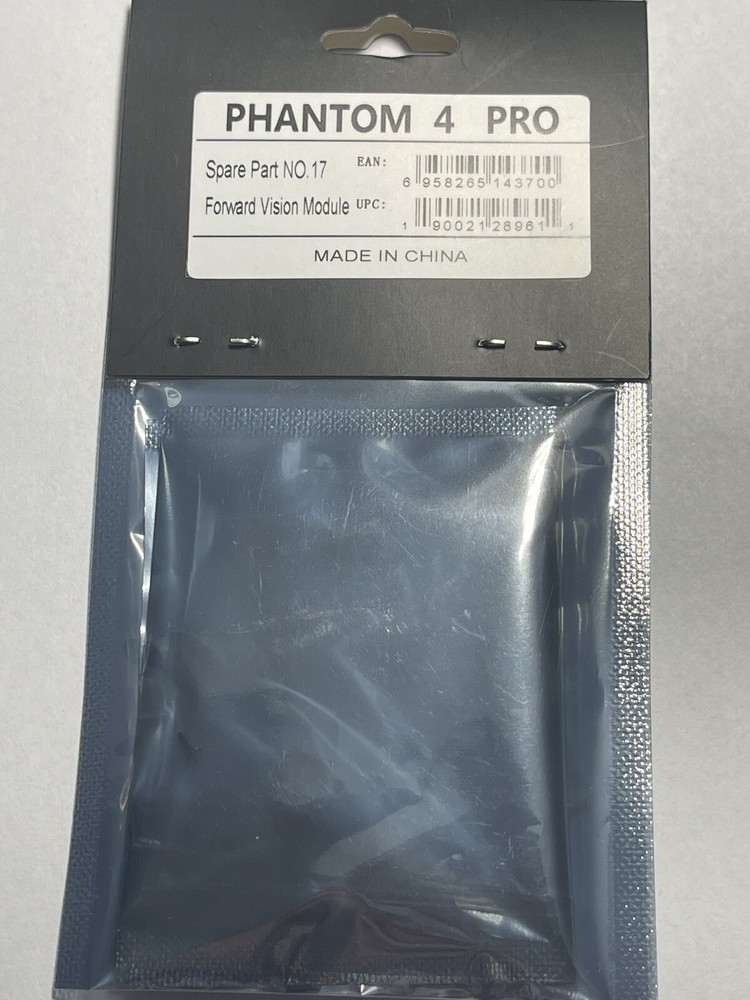 PHANTOM 4 PRO
Spare Part NO.17 EAN: 6 958265 143700
Forward Vision Module UPC: 1 90021 28961 1
MADE IN CHINA